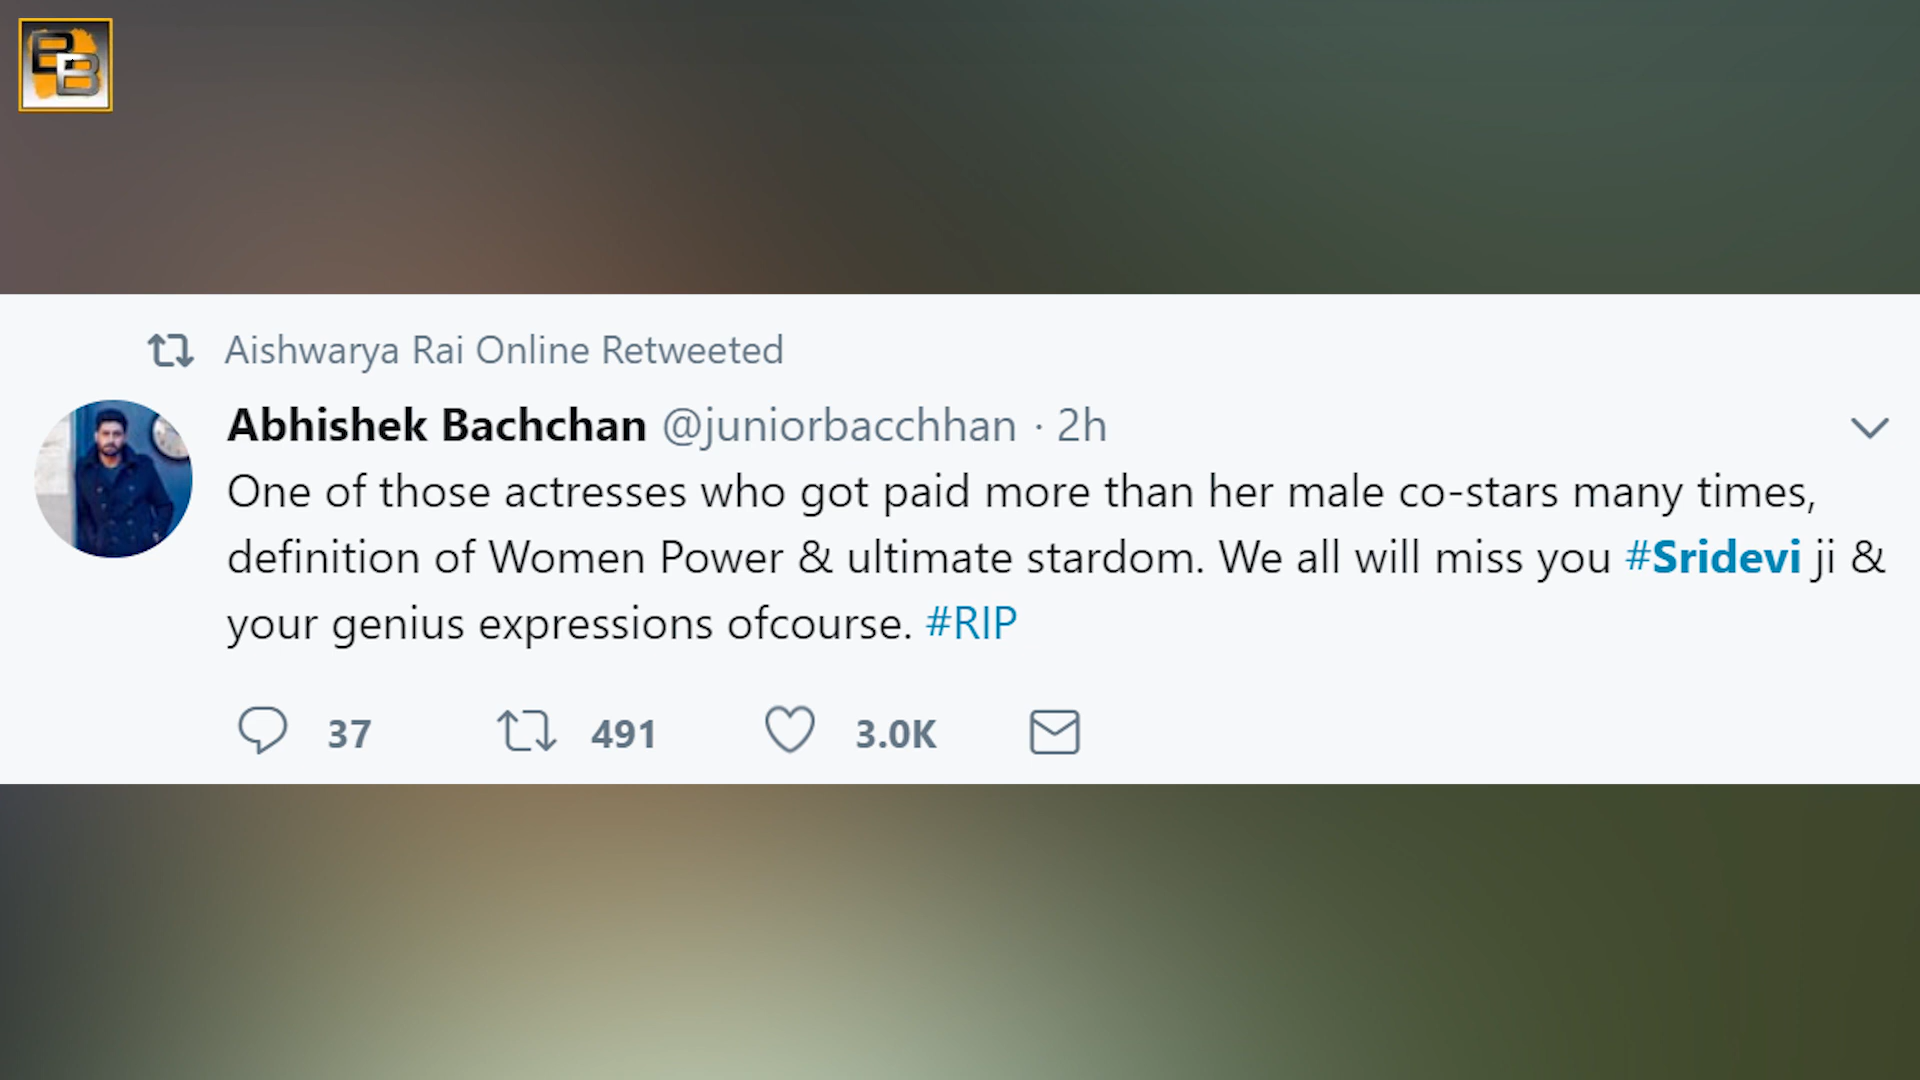 BB
Aishwarya Rai Online Retweeted
Abhishek Bachchan @juniorbacchhan · 2h
One of those actresses who got paid more than her male co-stars many times,
definition of Women Power & ultimate stardom. We all will miss you #Sridevi ji &
your genius expressions ofcourse. #RIP
37 491 3.0K